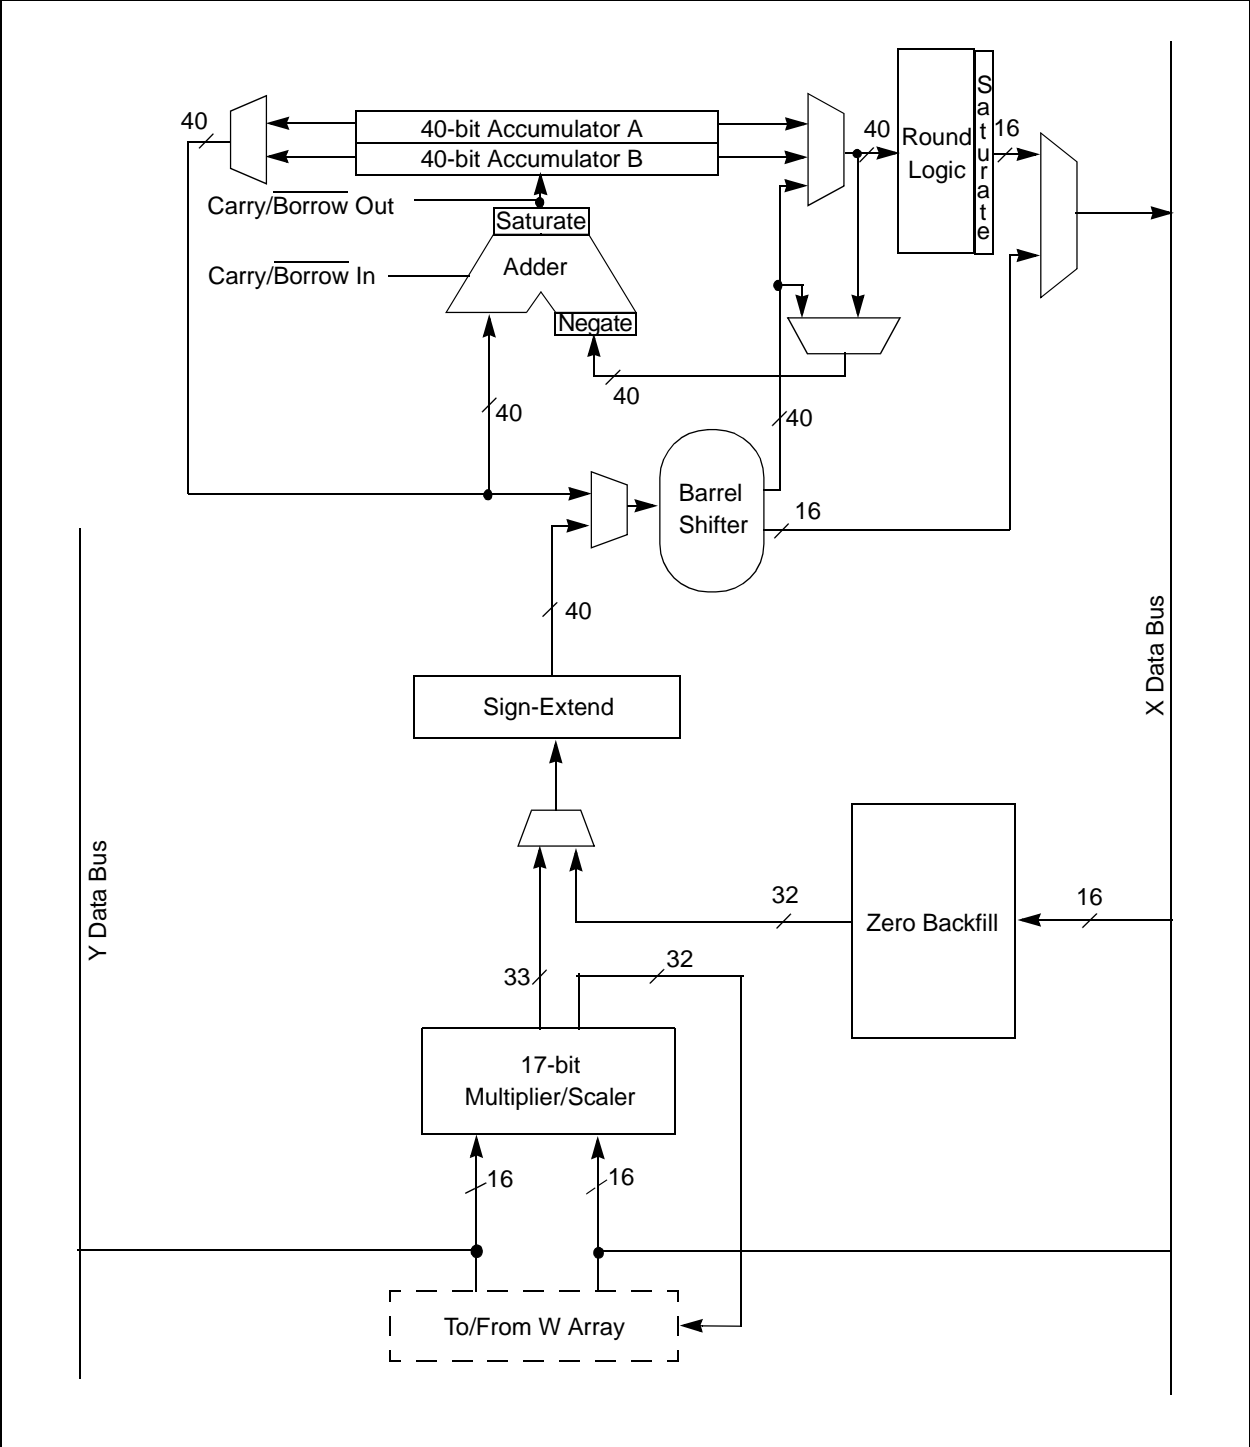 40
40-bit Accumulator A
40-bit Accumulator B
40
Round
Logic
Saturate
16
Carry/Borrow Out
Saturate
Carry/Borrow In
Adder
Negate
40
40
40
Barrel
Shifter
16
40
X Data Bus
Sign-Extend
Y Data Bus
32
Zero Backfill
16
33
32
17-bit
Multiplier/Scaler
16
16
To/From W Array